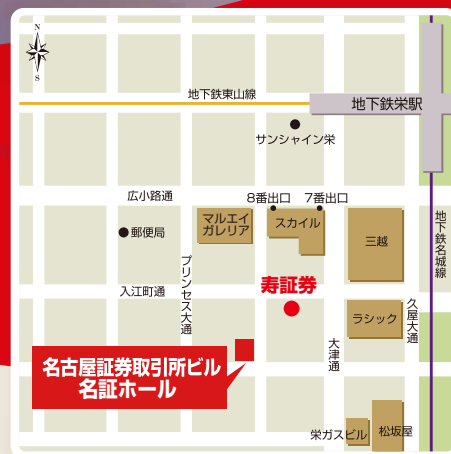 N
S
地下鉄東山線
地下鉄栄駅
サンシャイン栄
広小路通
8番出口
7番出口
マルエイ
ガレリア
スカイル
三越
郵便局
地下鉄名城線
プリンセス大通
入江町通
寿証券
ラシック
久屋大通
大津通
名古屋証券取引所ビル
名証ホール
栄ガスビル
松坂屋